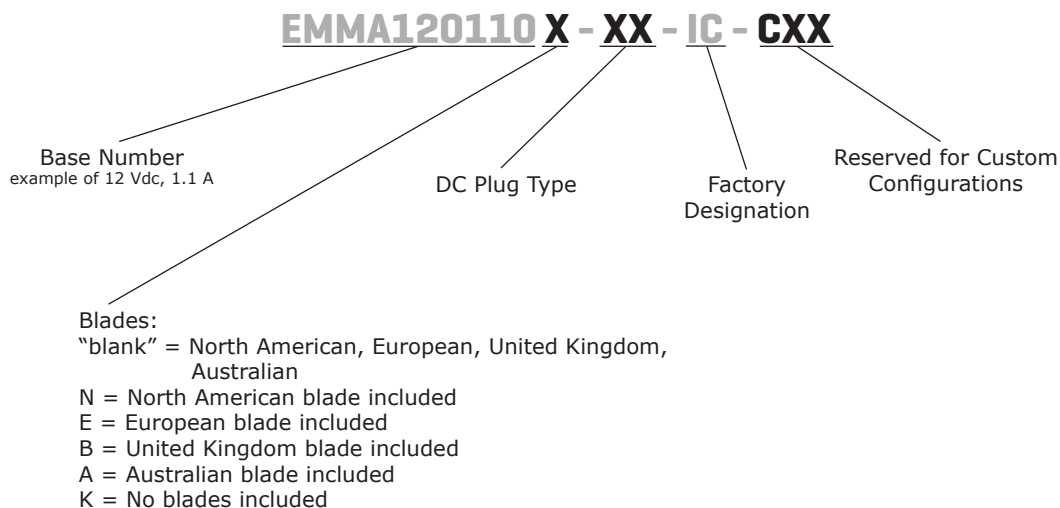 EMMA120110 X - XX - IC - CXX
Base Number
example of 12 Vdc, 1.1 A
DC Plug Type
Factory
Designation
Reserved for Custom
Configurations
Blades:
“blank” = North American, European, United Kingdom,
Australian
N = North American blade included
E = European blade included
B = United Kingdom blade included
A = Australian blade included
K = No blades included